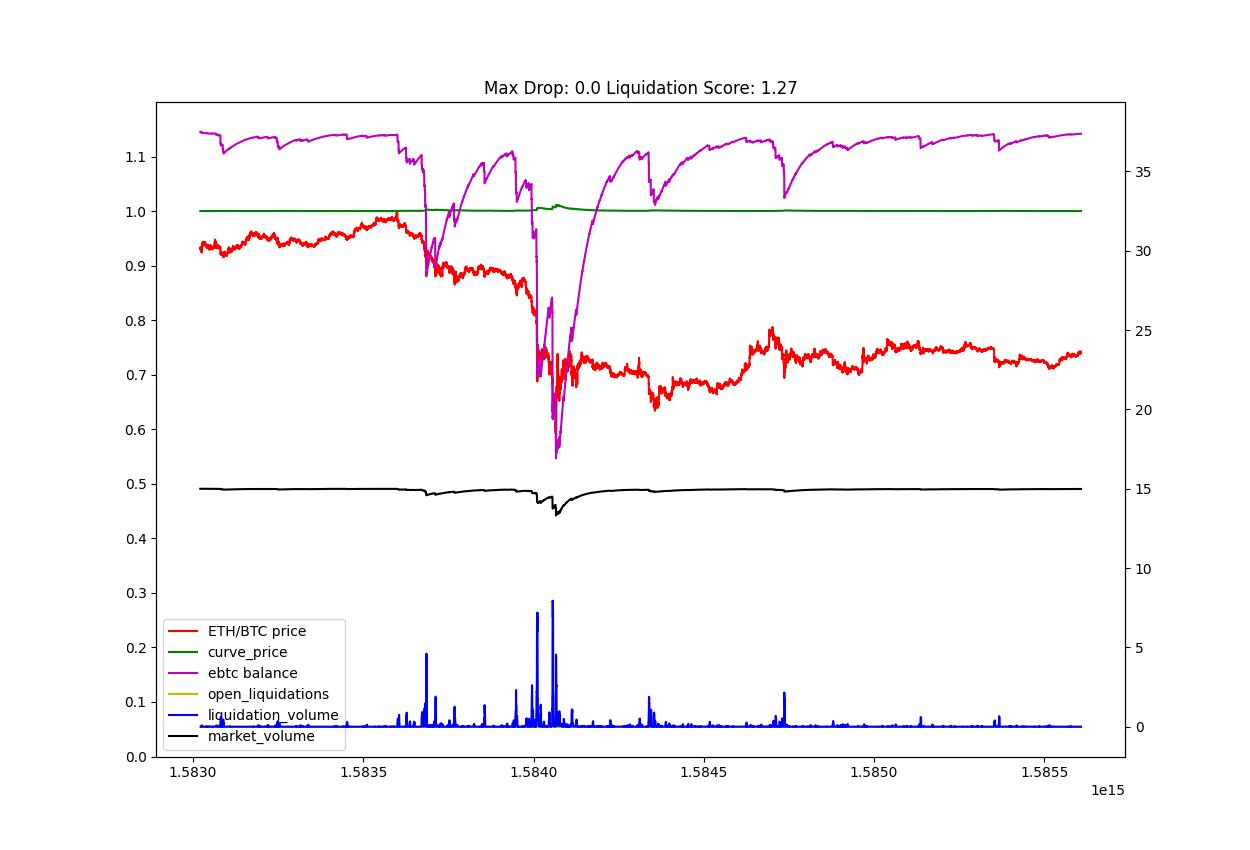 Max Drop: 0.0 Liquidation Score: 1.27
1.1
1.0
0.9
0.8
0.7
0.6
0.5
0.4
0.3
0.2
0.1
0.0
35
30
25
20
15
10
5
0
ETH/BTC price
curve_price
ebtc balance
open_liquidations
liquidation_volume
market_volume
1.5830 1.5835 1.5840 1.5845 1.5850 1.5855
1e15